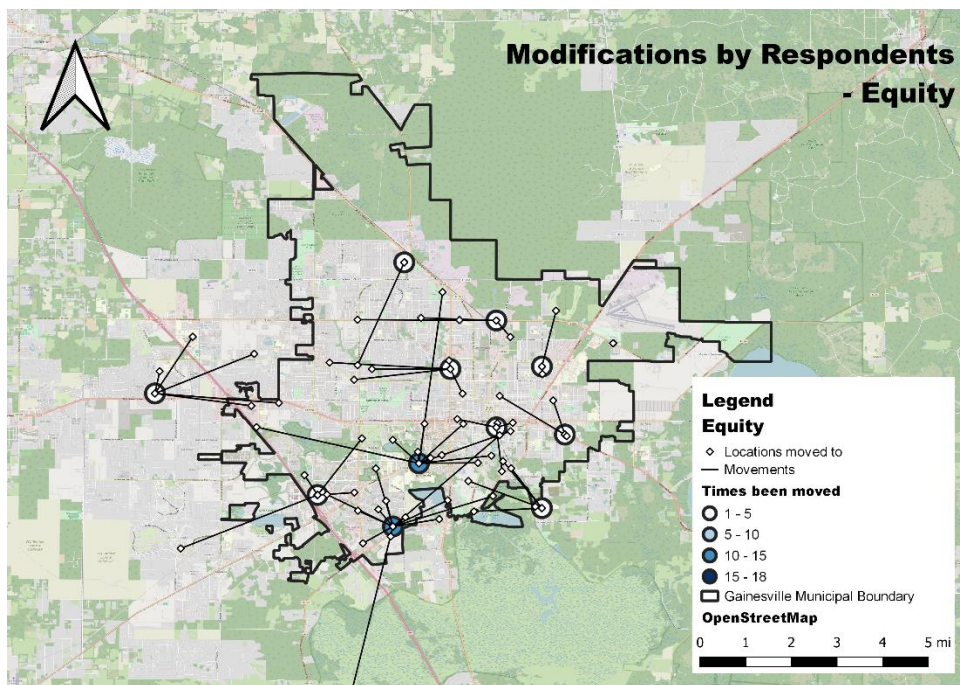 Modifications by Respondents
- Equity
Legend
Equity
Locations moved to
Movements
Times been moved
1 - 5
5 - 10
10 - 15
15 - 18
Gainesville Municipal Boundary
OpenStreetMap
0 1 2 3 4 5 mi